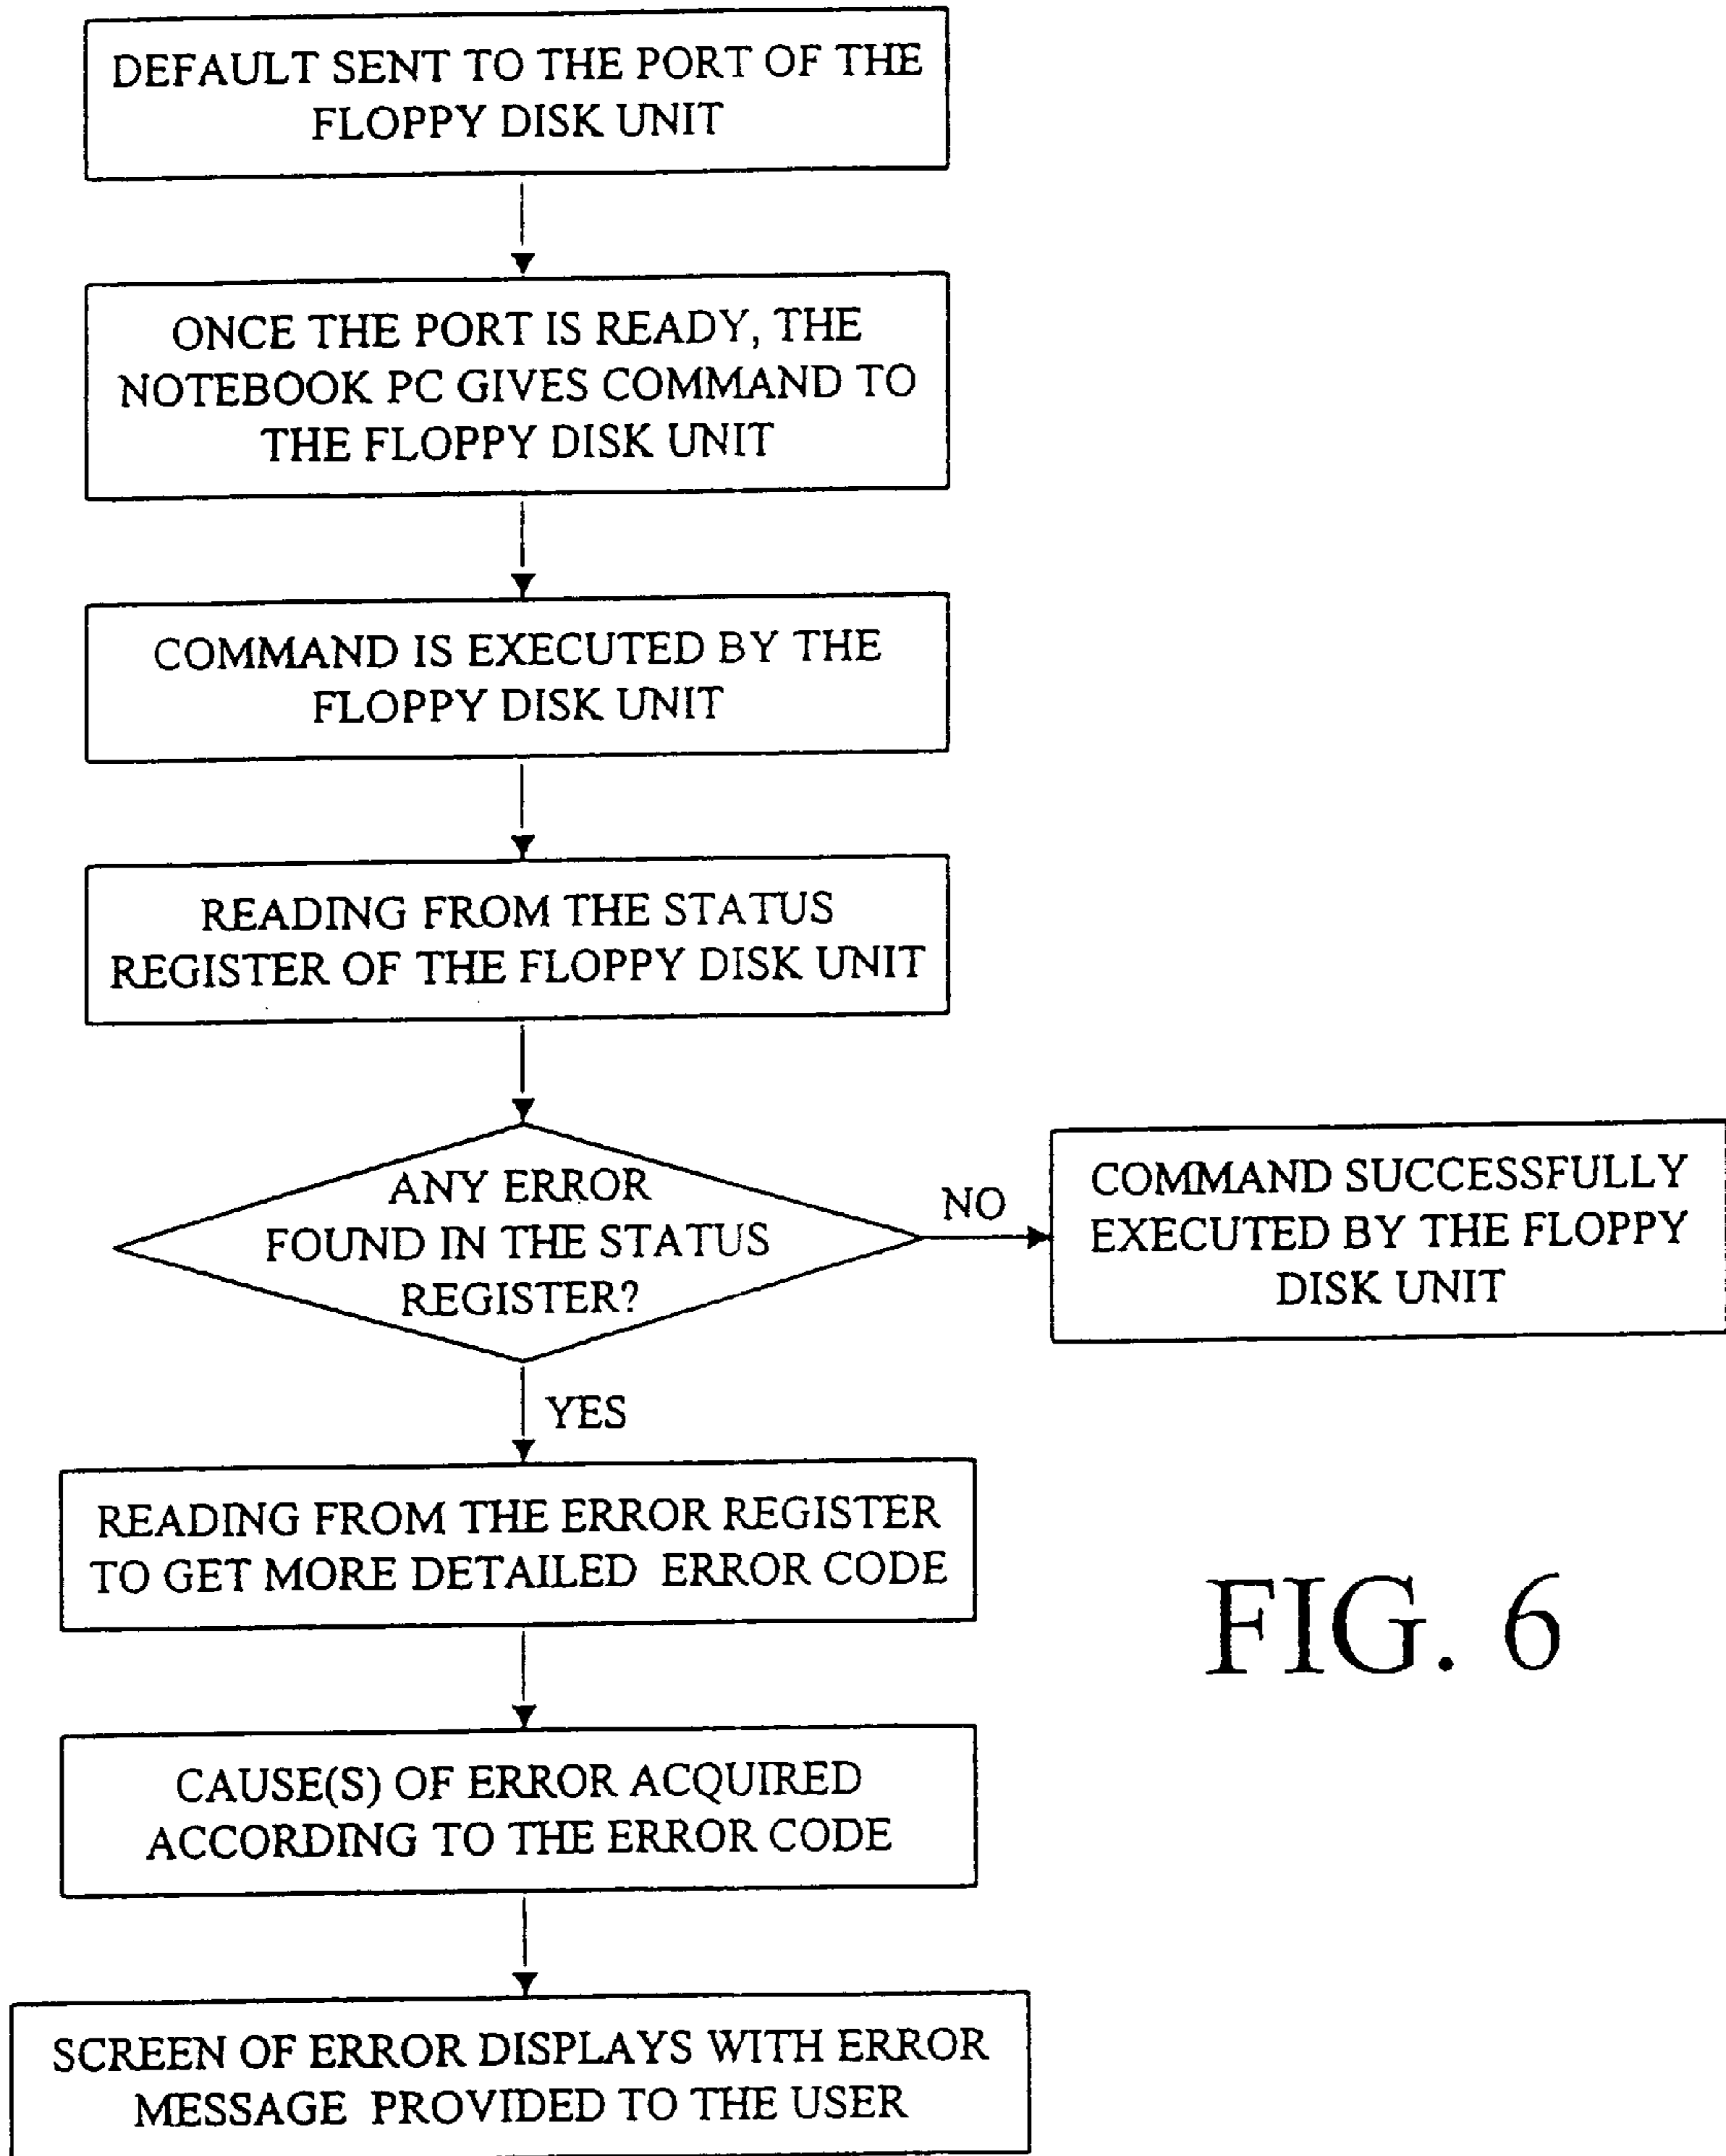 DEFAULT SENT TO THE PORT OF THE
FLOPPY DISK UNIT
ONCE THE PORT IS READY, THE
NOTEBOOK PC GIVES COMMAND TO
THE FLOPPY DISK UNIT
COMMAND IS EXECUTED BY THE
FLOPPY DISK UNIT
READING FROM THE STATUS
REGISTER OF THE FLOPPY DISK UNIT
ANY ERROR
FOUND IN THE STATUS
REGISTER?
NO
COMMAND SUCCESSFULLY
EXECUTED BY THE FLOPPY
DISK UNIT
YES
READING FROM THE ERROR REGISTER
TO GET MORE DETAILED ERROR CODE
CAUSE(S) OF ERROR ACQUIRED
ACCORDING TO THE ERROR CODE
SCREEN OF ERROR DISPLAYS WITH ERROR
MESSAGE PROVIDED TO THE USER
FIG. 6